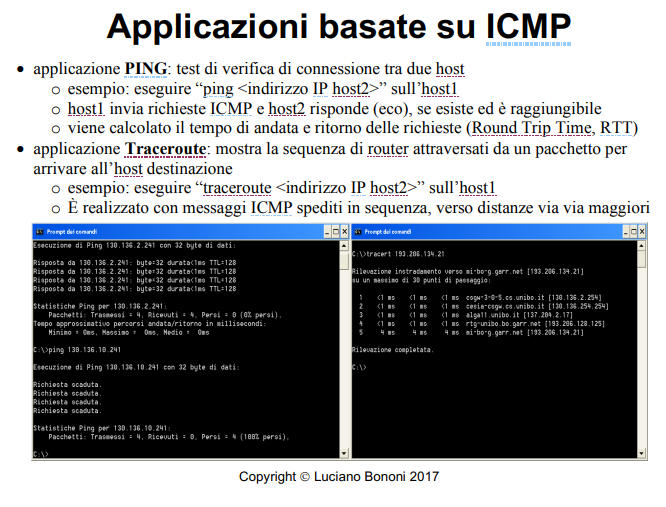 Applicazioni basate su ICMP
• applicazione PING: test di verifica di connessione tra due host
o esempio: eseguire “ping <indirizzo IP host2>” sull’host1
o host1 invia richieste ICMP e host2 risponde (eco), se esiste ed è raggiungibile
o viene calcolato il tempo di andata e ritorno delle richieste (Round Trip Time, RTT)
• applicazione Traceroute: mostra la sequenza di router attraversati da un pacchetto per
arrivare all’host destinazione
o esempio: eseguire “traceroute <indirizzo IP host2>” sull’host1
o È realizzato con messaggi ICMP spediti in sequenza, verso distanze via via maggiori
Prompt dei comandi
Esecuzione di Ping 130.136.2.241 con 32 byte di dati:
Risposta da 130.136.2.241: byte=32 durata<1ms TTL=128
Risposta da 130.136.2.241: byte=32 durata<1ms TTL=128
Risposta da 130.136.2.241: byte=32 durata<1ms TTL=128
Risposta da 130.136.2.241: byte=32 durata<1ms TTL=128
Statistiche Ping per 130.136.2.241:
Pacchetti: Trasmessi = 4, Ricevuti = 4, Persi = 0 (0% persi),
Tempo approssimativo percorsi andata/ritorno in millisecondi:
Minimo = 0ms, Massimo = 0ms, Medio = 0ms
C:\>ping 130.136.10.241
Esecuzione di Ping 130.136.10.241 con 32 byte di dati:
Richiesta scaduta.
Richiesta scaduta.
Richiesta scaduta.
Richiesta scaduta.
Statistiche Ping per 130.136.10.241:
Pacchetti: Trasmessi = 4, Ricevuti = 0, Persi = 4 (100% persi),
C:\>
Prompt dei comandi
C:\>tracert 193.206.134.21
Rilevazione instradamento verso mi-bo-g.garr.net [193.206.134.21]
su un massimo di 30 punti di passaggio:
1 <1 ms <1 ms <1 ms csgw-3-0-5.cs.unibo.it [130.136.2.254]
2 <1 ms <1 ms <1 ms cesia-csgw.cs.unibo.it [130.136.254.254]
3 <1 ms <1 ms <1 ms alga11.unibo.it [137.204.2.17]
4 <1 ms <1 ms <1 ms rtg-unibo.bo.garr.net [193.206.128.125]
5 4 ms 4 ms 4 ms mi-bo-g.garr.net [193.206.134.21]
Rilevazione completata.
C:\>
Copyright © Luciano Bononi 2017